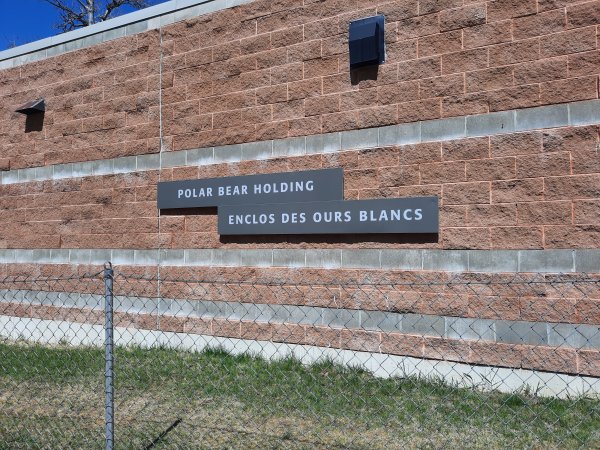 POLAR BEAR HOLDING
ENCLOS DES OURS BLANCS